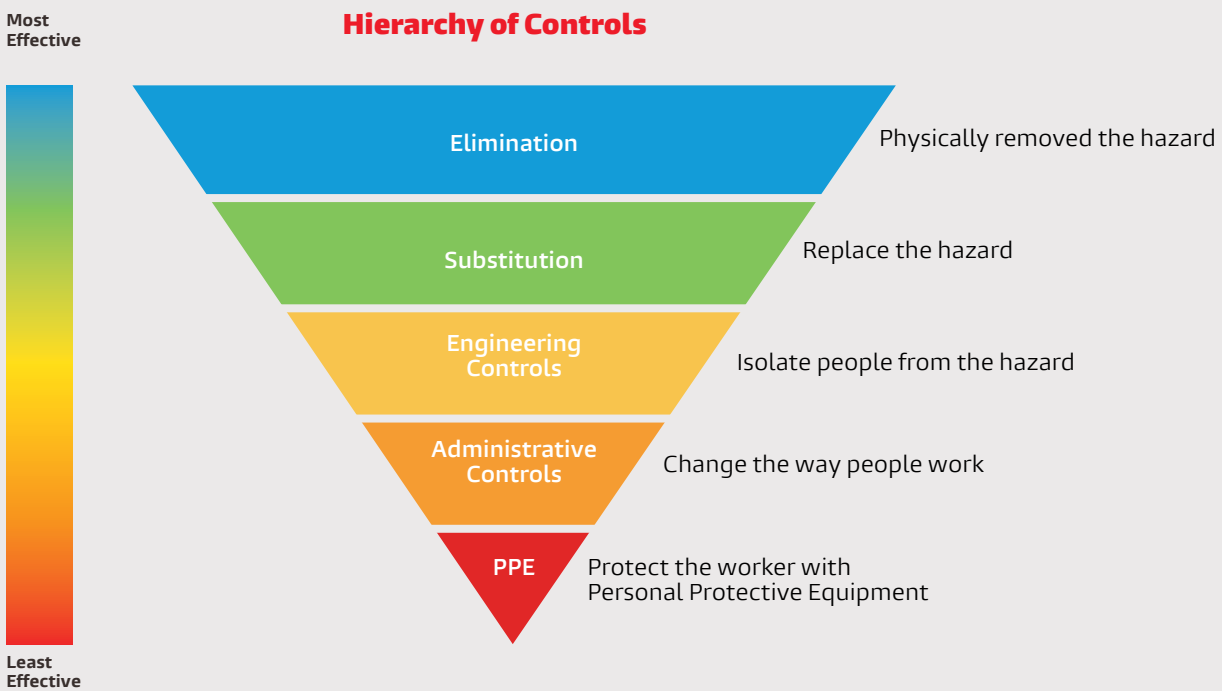 Most
Effective
Hierarchy of Controls
Elimination
Physically removed the hazard
Substitution
Replace the hazard
Engineering
Controls
Isolate people from the hazard
Administrative
Controls
Change the way people work
PPE
Protect the worker with
Personal Protective Equipment
Least
Effective